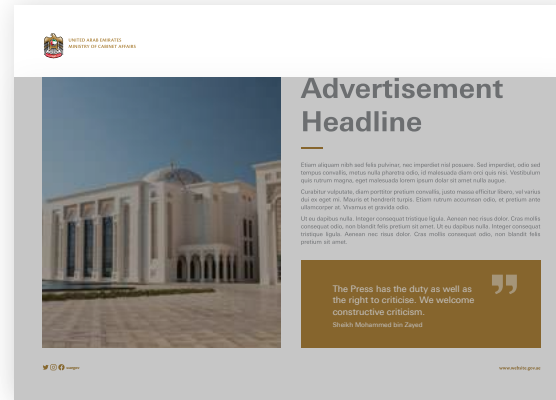 UNITED ARAB EMIRATES
MINISTRY OF CABINET AFFAIRS
Advertisement
Headline
Etiam aliquam nibh sed felis pulvinar, nec imperdiet nisl posuere. Sed imperdiet, odio sed
tempus convallis, metus nulla pharetra odio, id malesuada diam orci quis nisi. Vestibulum
quis rutrum magna, eget malesuada lorem ipsum dolor sit amet nulla augue.
Curabitur vulputate, diam porttitor pretium convallis, justo massa efficitur libero, vel varius
dui ex eget mi. Mauris et hendrerit turpis. Etiam rutrum accumsan odio, et pretium ante
ullamcorper at. Vivamus et gravida odio.
Ut eu dapibus nulla. Integer consequat tristique ligula. Aenean nec risus dolor. Cras mollis
consequat odio, non blandit felis pretium sit amet. Ut eu dapibus nulla. Integer consequat
tristique ligula. Aenean nec risus dolor. Cras mollis consequat odio, non blandit felis
pretium sit amet.
The Press has the duty as well as
the right to criticise. We welcome
constructive criticism.
Sheikh Mohammed bin Zayed
www.website.gov.ae